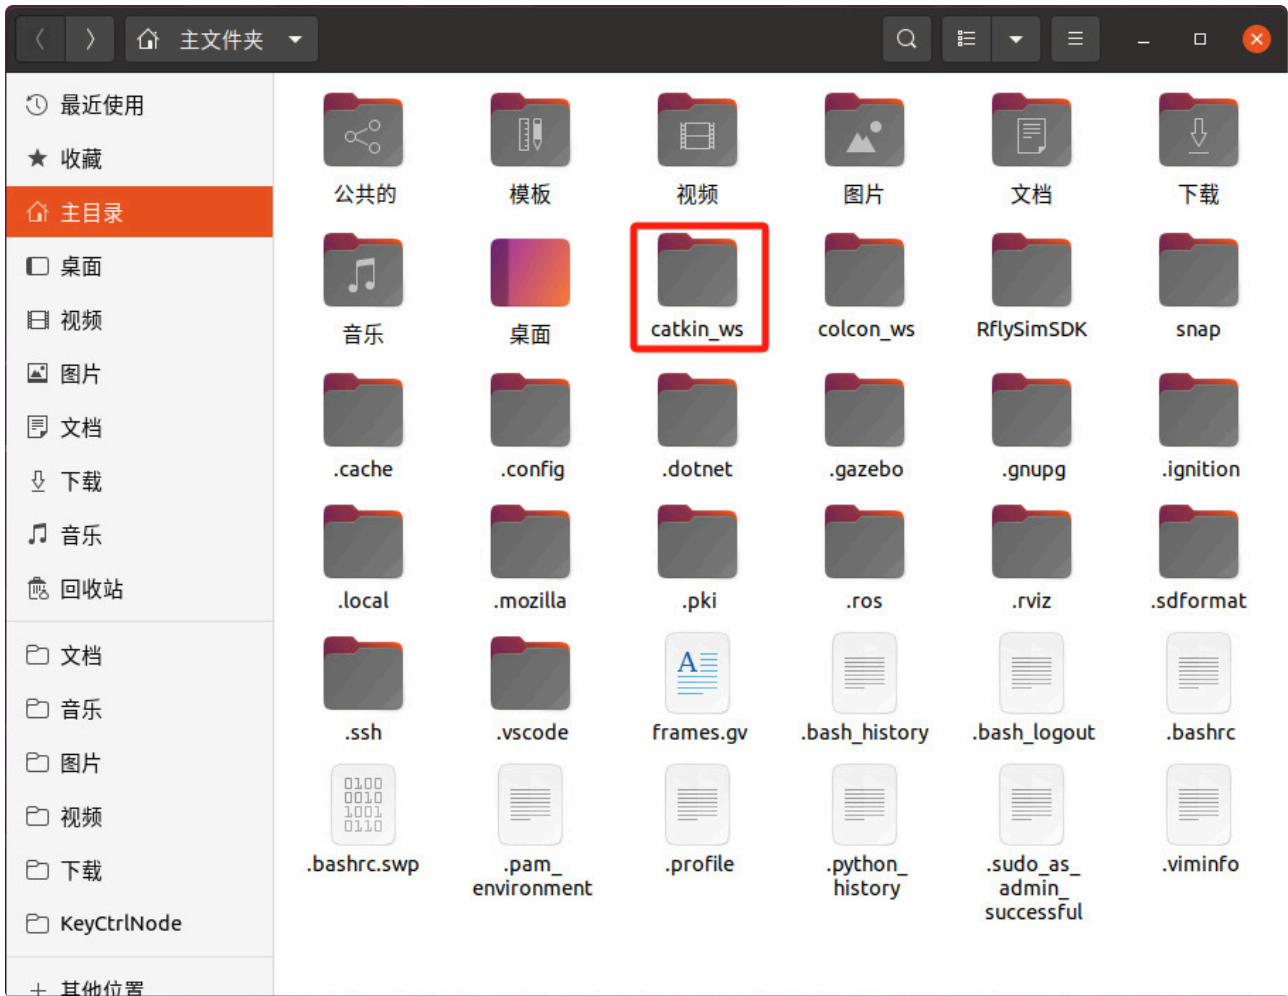 主文件夹
最近使用
收藏
主目录
桌面
视频
图片
文档
下载
音乐
回收站
文档
音乐
图片
视频
下载
KeyCtrlNode
其他位置
公共的
模板
视频
图片
文档
下载
音乐
桌面
catkin_ws
colcon_ws
RflySimSDK
snap
.cache
.config
.dotnet
.gazebo
.gnupg
.ignition
.local
.mozilla
.pki
.ros
.rviz
.sdformat
.ssh
.vscode
A
frames.gv
.bash_history
.bash_logout
.bashrc
0100
0010
1001
0110
.bashrc.swp
.pam_
environment
.profile
.python_
history
.sudo_as_
admin_
successful
.viminfo